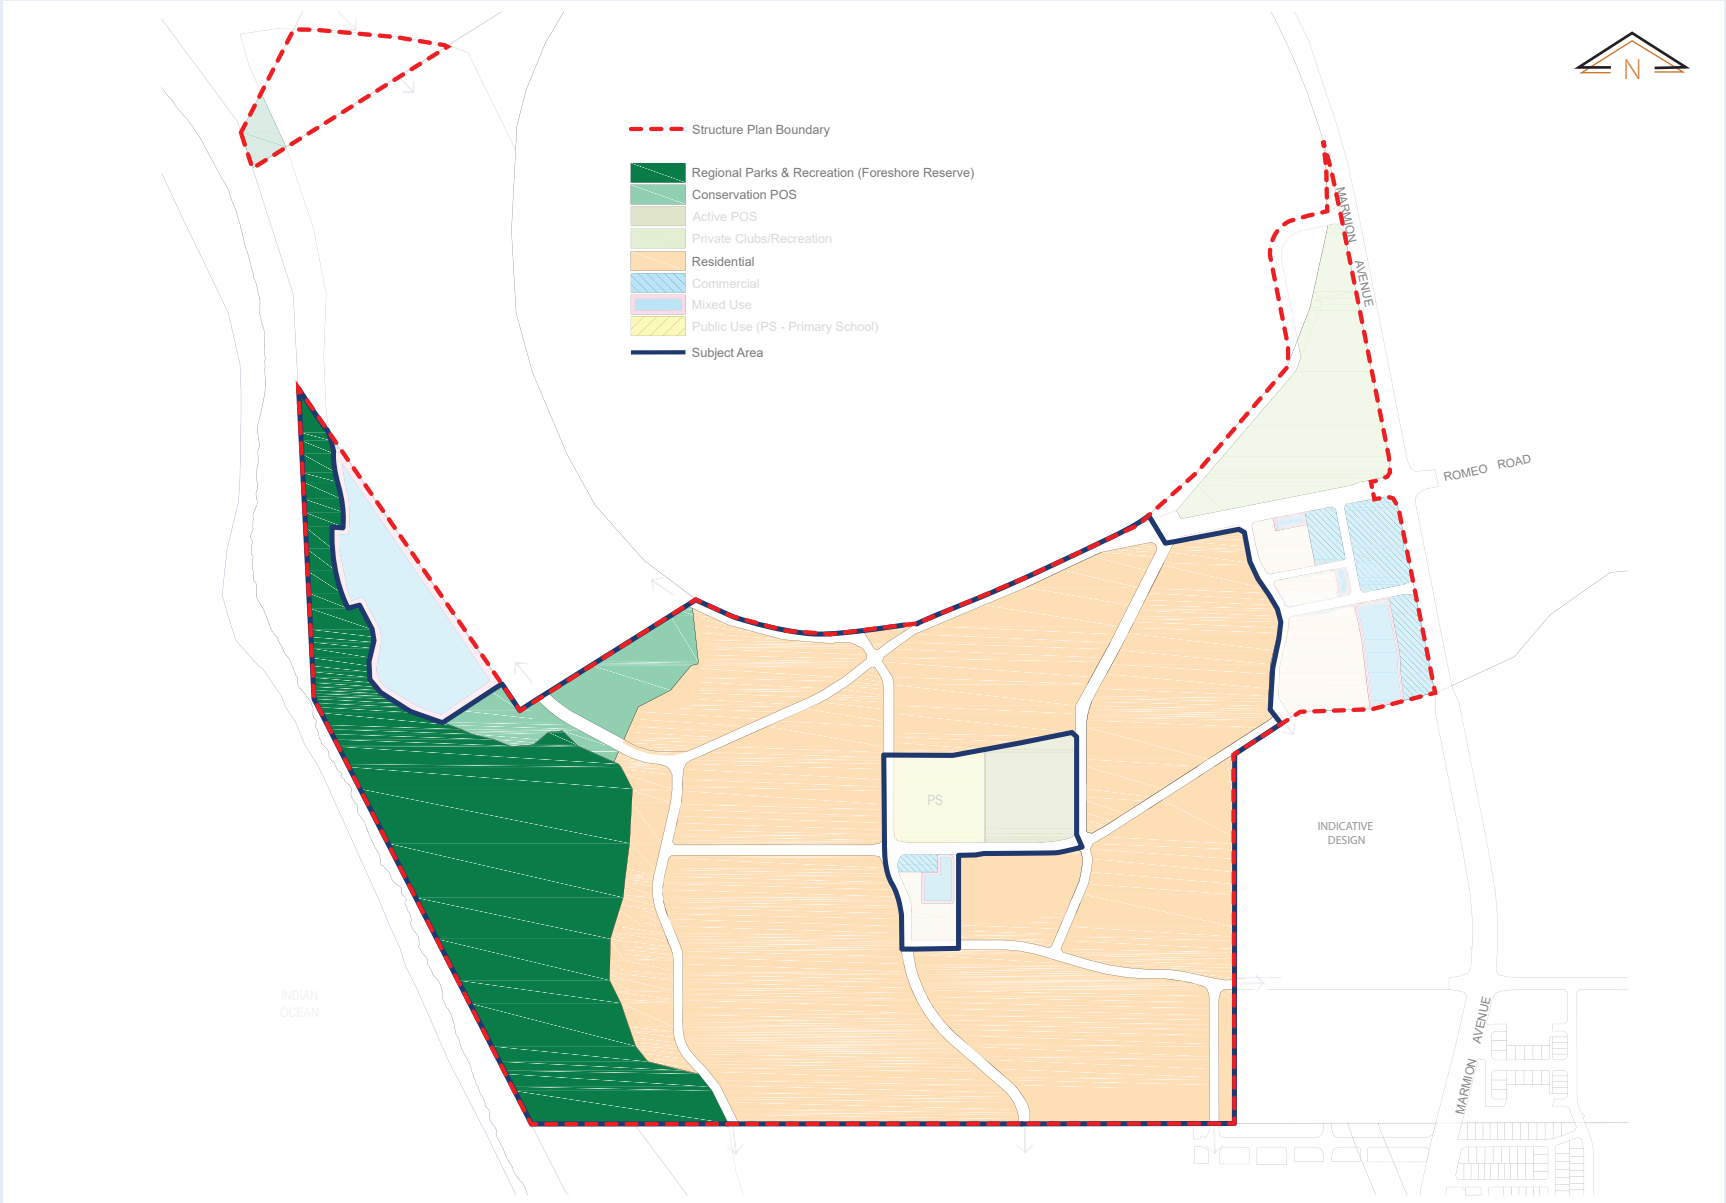 N
Structure Plan Boundary
Regional Parks & Recreation (Foreshore Reserve)
Conservation POS
Active POS
Private Clubs/Recreation
Residential
Commercial
Mixed Use
Public Use (PS - Primary School)
Subject Area
MARMION AVENUE
ROMEO ROAD
PS
INDICATIVE
DESIGN
INDIAN
OCEAN
MARMION AVENUE